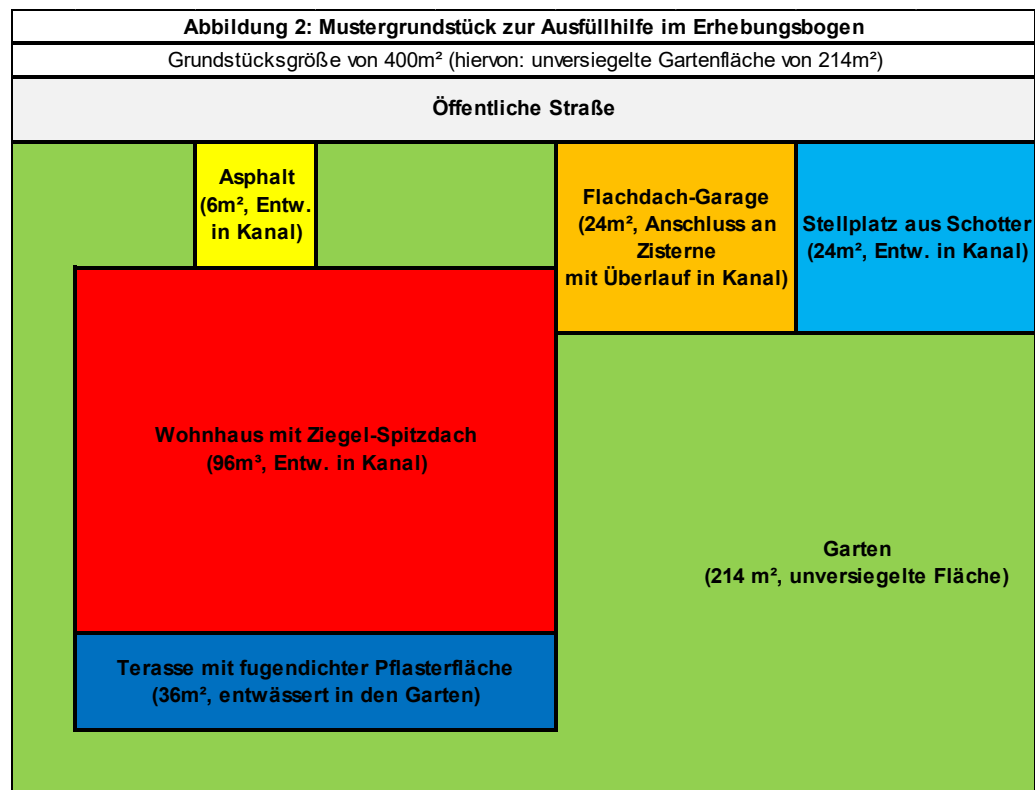 Abbildung 2: Mustergrundstück zur Ausfüllhilfe im Erhebungsbogen
Grundstücksgröße von 400m² (hiervon: unversiegelte Gartenfläche von 214m²)
Öffentliche Straße
Asphalt
(6m², Entw.
in Kanal)
Flachdach-Garage
(24m², Anschluss an
Zisterne
mit Überlauf in Kanal)
Stellplatz aus Schotter
(24m², Entw. in Kanal)
Wohnhaus mit Ziegel-Spitzdach
(96m³, Entw. in Kanal)
Garten
(214 m², unversiegelte Fläche)
Terasse mit fugendichter Pflasterfläche
(36m², entwässert in den Garten)